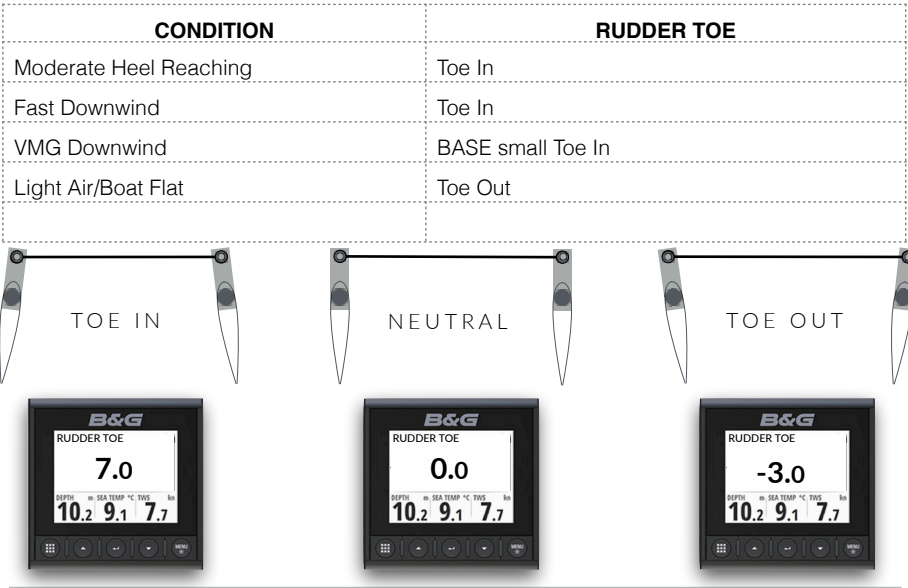 CONDITION RUDDER TOE
Moderate Heel Reaching Toe In
Fast Downwind Toe In
VMG Downwind BASE small Toe In
Light Air/Boat Flat Toe Out
TOE IN NEUTRAL TOE OUT
B&G B&G B&G
RUDDER TOE RUDDER TOE RUDDER TOE
7.0 0.0 -3.0
DEPTH m SEA TEMP °C TWS kn DEPTH m SEA TEMP °C TWS kn DEPTH m SEA TEMP °C TWS kn
10.2 9.1 7.7 10.2 9.1 7.7 10.2 9.1 7.7
MENU MENU MENU